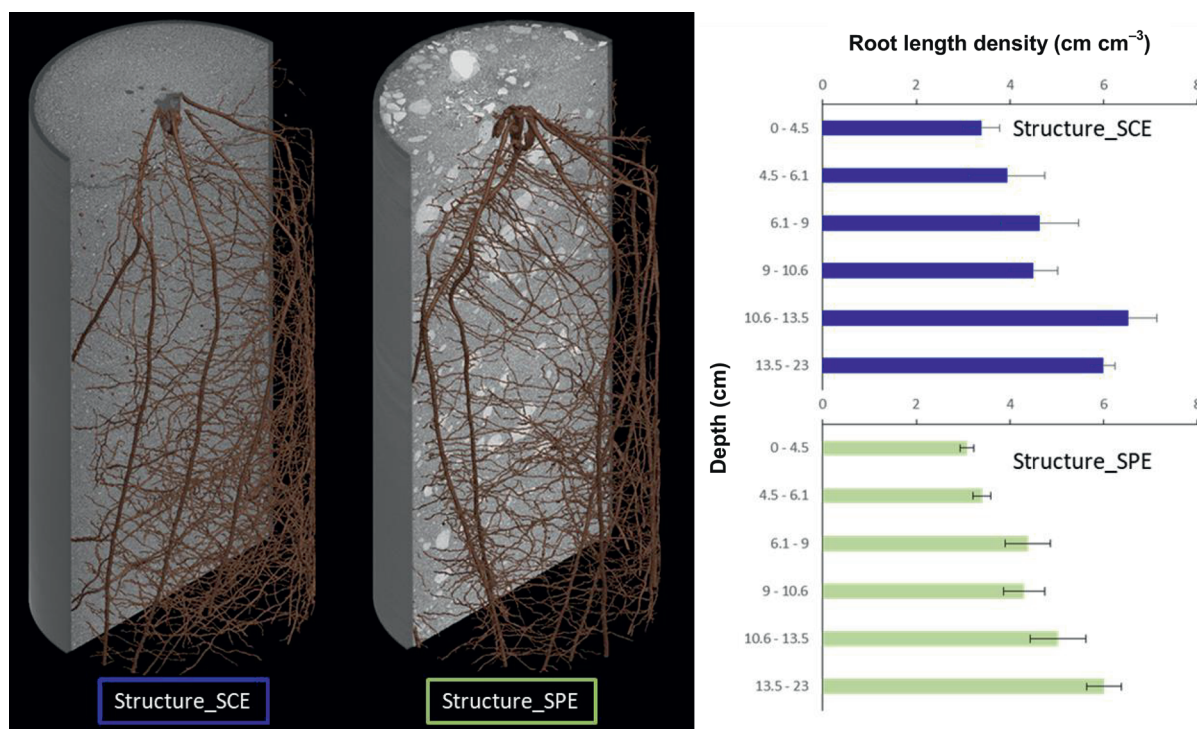 Structure_SCE
Structure_SPE
Root length density (cm cm⁻³)
0 2 4 6 8
Structure_SCE
0 - 4.5
4.5 - 6.1
6.1 - 9
9 - 10.6
10.6 - 13.5
13.5 - 23
Depth (cm)
0 2 4 6 8
Structure_SPE
0 - 4.5
4.5 - 6.1
6.1 - 9
9 - 10.6
10.6 - 13.5
13.5 - 23